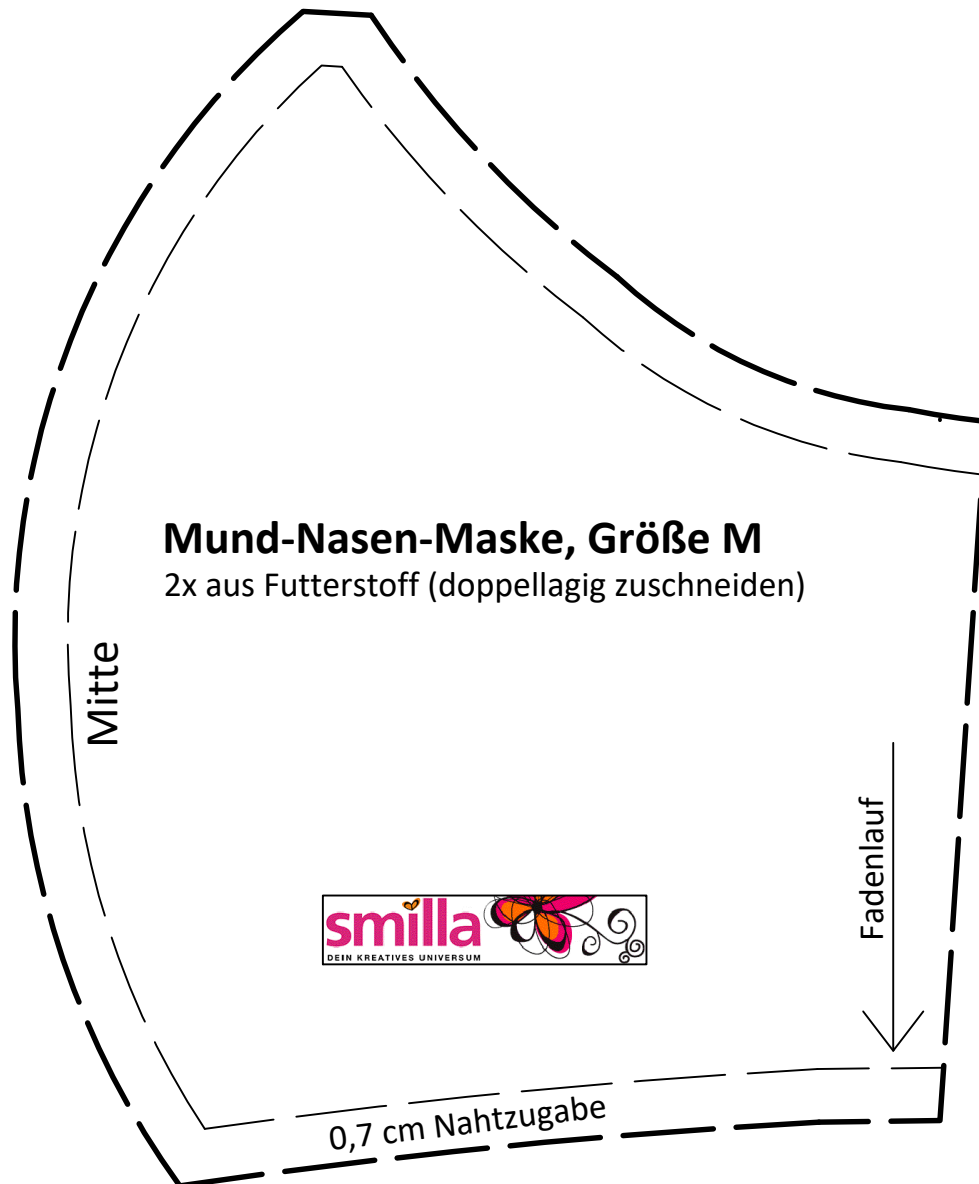 Mund-Nasen-Maske, Größe M
2x aus Futterstoff (doppellagig zuschneiden)
Mitte
Fadenlauf
smilla
DEIN KREATIVES UNIVERSUM
0,7 cm Nahtzugabe